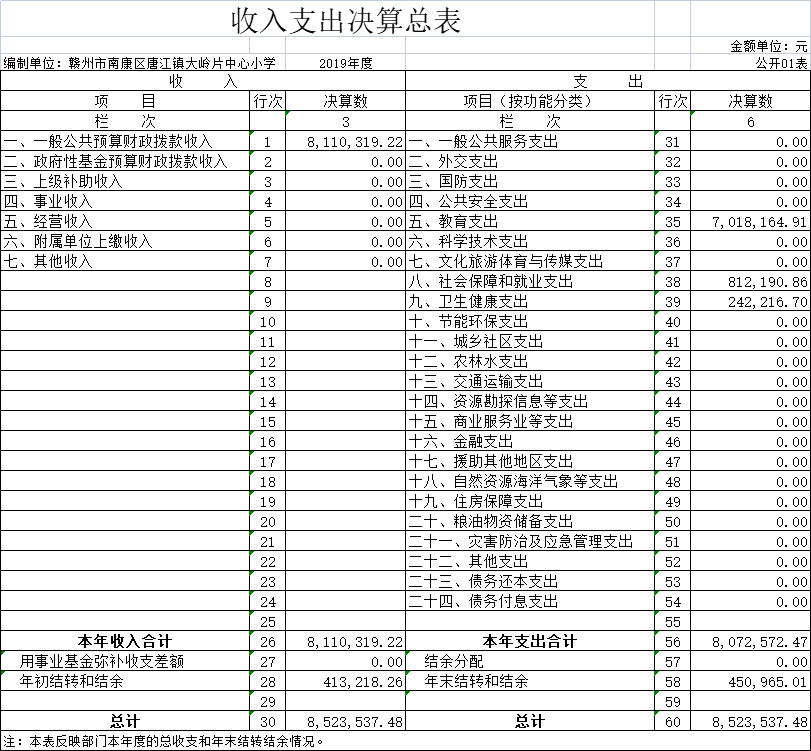 收入支出决算总表
金额单位：元
编制单位：赣州市南康区唐江镇大岭片中心小学 2019年度 公开01表
收 入 支 出
项 目 行次 决算数 项目（按功能分类） 行次 决算数
栏 次 3 栏 次 6
一、一般公共预算财政拨款收入 1 8,110,319.22 一、一般公共服务支出 31 0.00
二、政府性基金预算财政拨款收入 2 0.00 二、外交支出 32 0.00
三、上级补助收入 3 0.00 三、国防支出 33 0.00
四、事业收入 4 0.00 四、公共安全支出 34 0.00
五、经营收入 5 0.00 五、教育支出 35 7,018,164.91
六、附属单位上缴收入 6 0.00 六、科学技术支出 36 0.00
七、其他收入 7 0.00 七、文化旅游体育与传媒支出 37 0.00
8 八、社会保障和就业支出 38 812,190.86
9 九、卫生健康支出 39 242,216.70
10 十、节能环保支出 40 0.00
11 十一、城乡社区支出 41 0.00
12 十二、农林水支出 42 0.00
13 十三、交通运输支出 43 0.00
14 十四、资源勘探信息等支出 44 0.00
15 十五、商业服务业等支出 45 0.00
16 十六、金融支出 46 0.00
17 十七、援助其他地区支出 47 0.00
18 十八、自然资源海洋气象等支出 48 0.00
19 十九、住房保障支出 49 0.00
20 二十、粮油物资储备支出 50 0.00
21 二十一、灾害防治及应急管理支出 51 0.00
22 二十二、其他支出 52 0.00
23 二十三、债务还本支出 53 0.00
24 二十四、债务付息支出 54 0.00
25 55
本年收入合计 26 8,110,319.22 本年支出合计 56 8,072,572.47
用事业基金弥补收支差额 27 0.00 结余分配 57 0.00
年初结转和结余 28 413,218.26 年末结转和结余 58 450,965.01
29 59
总计 30 8,523,537.48 总计 60 8,523,537.48
注：本表反映部门本年度的总收支和年末结转结余情况。